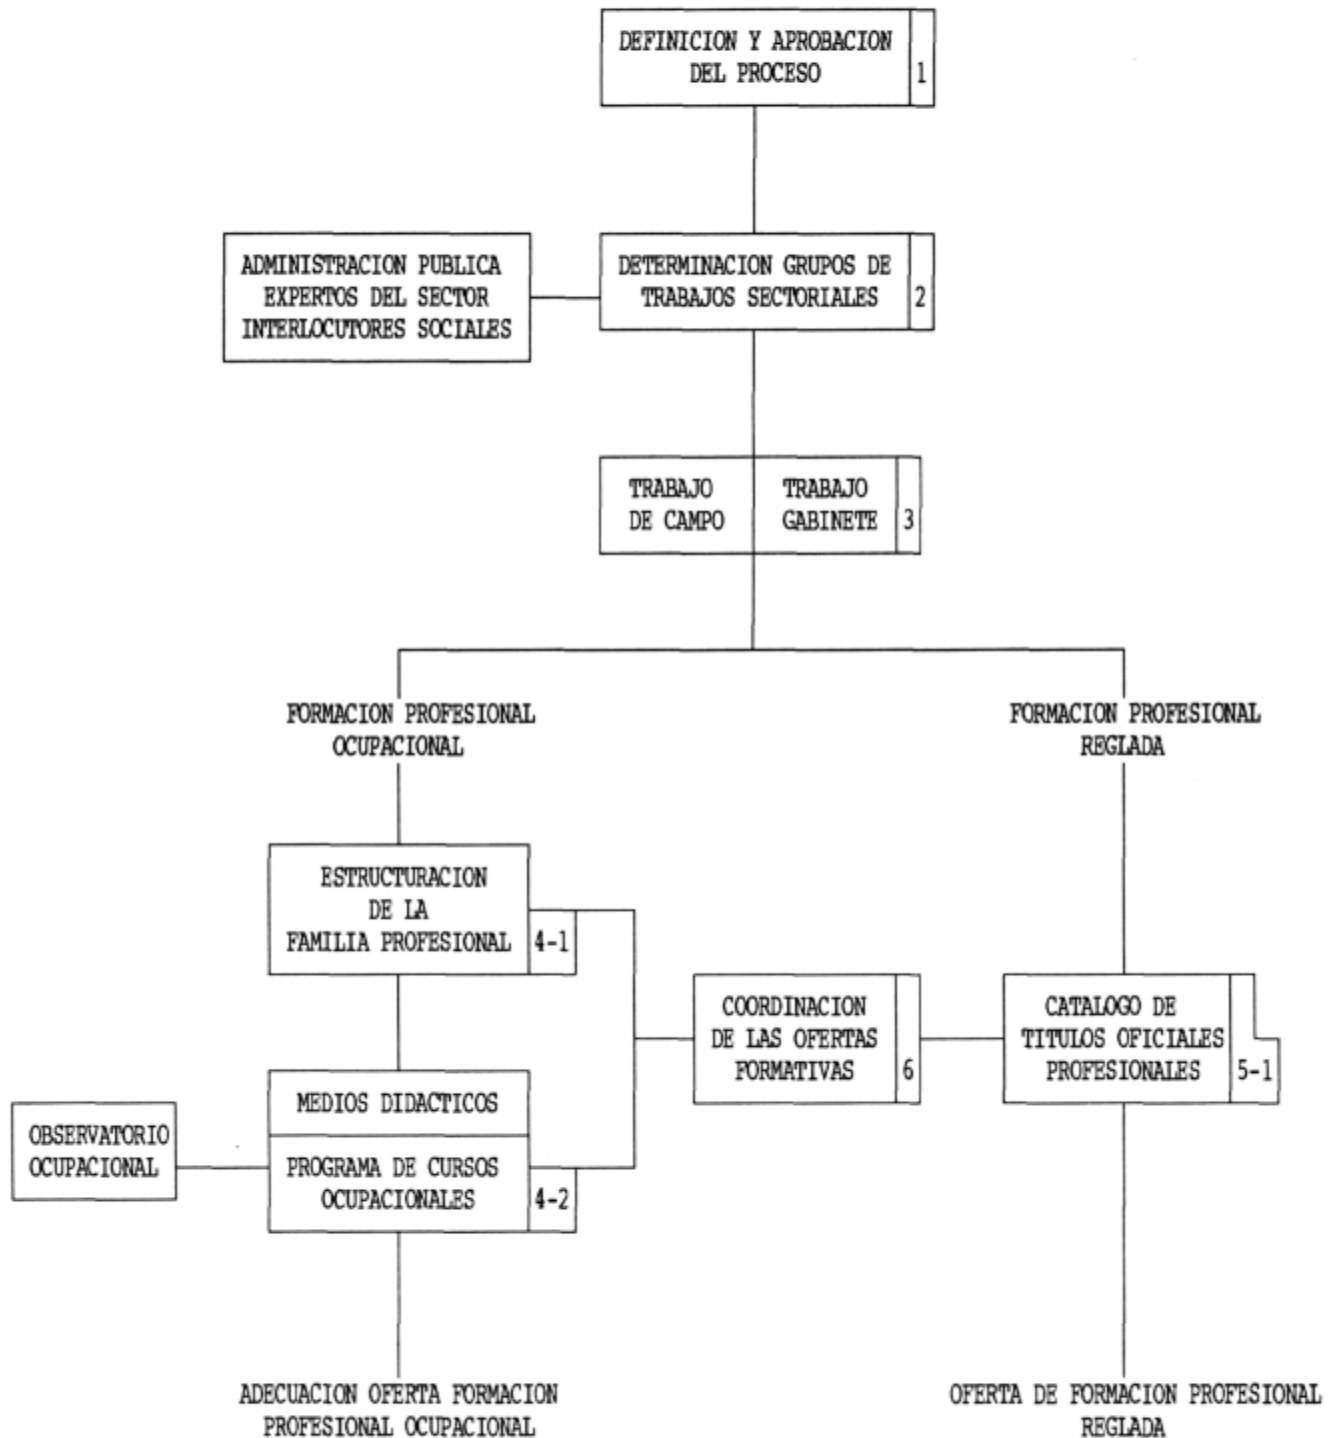 DEFINICION Y APROBACION
DEL PROCESO
1
ADMINISTRACION PUBLICA
EXPERTOS DEL SECTOR
INTERLOCUTORES SOCIALES
DETERMINACION GRUPOS DE
TRABAJOS SECTORIALES
2
TRABAJO
DE CAMPO
TRABAJO
GABINETE
3
FORMACION PROFESIONAL
OCUPACIONAL
FORMACION PROFESIONAL
REGLADA
ESTRUCTURACION
DE LA
FAMILIA PROFESIONAL
4-1
COORDINACION
DE LAS OFERTAS
FORMATIVAS
6
CATALOGO DE
TITULOS OFICIALES
PROFESIONALES
5-1
MEDIOS DIDACTICOS
OBSERVATORIO
OCUPACIONAL
PROGRAMA DE CURSOS
OCUPACIONALES
4-2
ADECUACION OFERTA FORMACION
PROFESIONAL OCUPACIONAL
OFERTA DE FORMACION PROFESIONAL
REGLADA